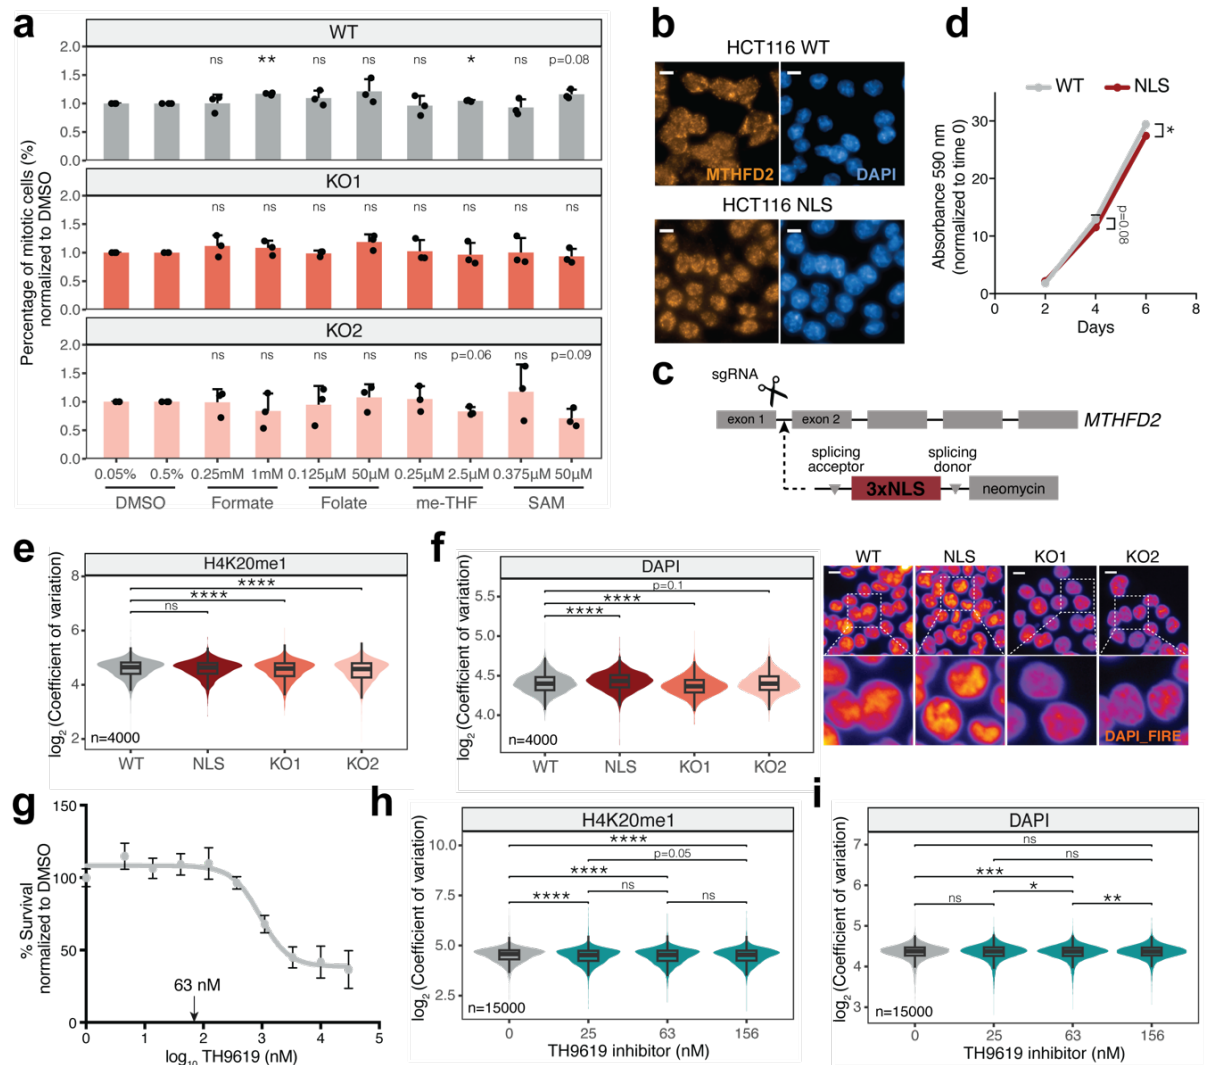 a
WT
2.0
1.5
1.0
0.5
0.0
ns ** ns ns * ns p=0.08
KO1
2.0
1.5
1.0
0.5
0.0
ns ns ns ns ns ns ns ns
KO2
2.0
1.5
1.0
0.5
0.0
ns ns ns ns ns p=0.06 ns p=0.09
Percentage of mitotic cells (%)
normalized to DMSO
0.05% 0.5% 0.25mM 1mM 0.125µM 50µM 0.25µM 2.5µM 0.375µM 50µM
DMSO Formate Folate me-THF SAM
b
HCT116 WT
MTHFD2 DAPI
HCT116 NLS
d
WT NLS
Absorbance 590 nm
(normalized to time 0)
30
20
10
0
0 2 4 6 8
Days
p=0.08
*
c
sgRNA
exon 1 exon 2 MTHFD2
splicing
acceptor
splicing
donor
3xNLS neomycin
e
H4K20me1
****
****
ns
log2 (Coefficient of variation)
8
6
4
2
n=4000
WT NLS KO1 KO2
f
DAPI
p=0.1
****
****
log2 (Coefficient of variation)
5.5
5.0
4.5
4.0
n=4000
WT NLS KO1 KO2
WT NLS KO1 KO2
DAPI_FIRE
g
% Survival
normalized to DMSO
150
100
50
0
63 nM
0 1 2 3 4 5
log10 TH9619 (nM)
h
H4K20me1
****
p=0.05
****
ns
**** ns
log2 (Coefficient of variation)
10.0
7.5
5.0
2.5
n=15000
0 25 63 156
TH9619 inhibitor (nM)
i
DAPI
ns
ns
***
*
ns **
log2 (Coefficient of variation)
7
6
5
4
3
n=15000
0 25 63 156
TH9619 inhibitor (nM)